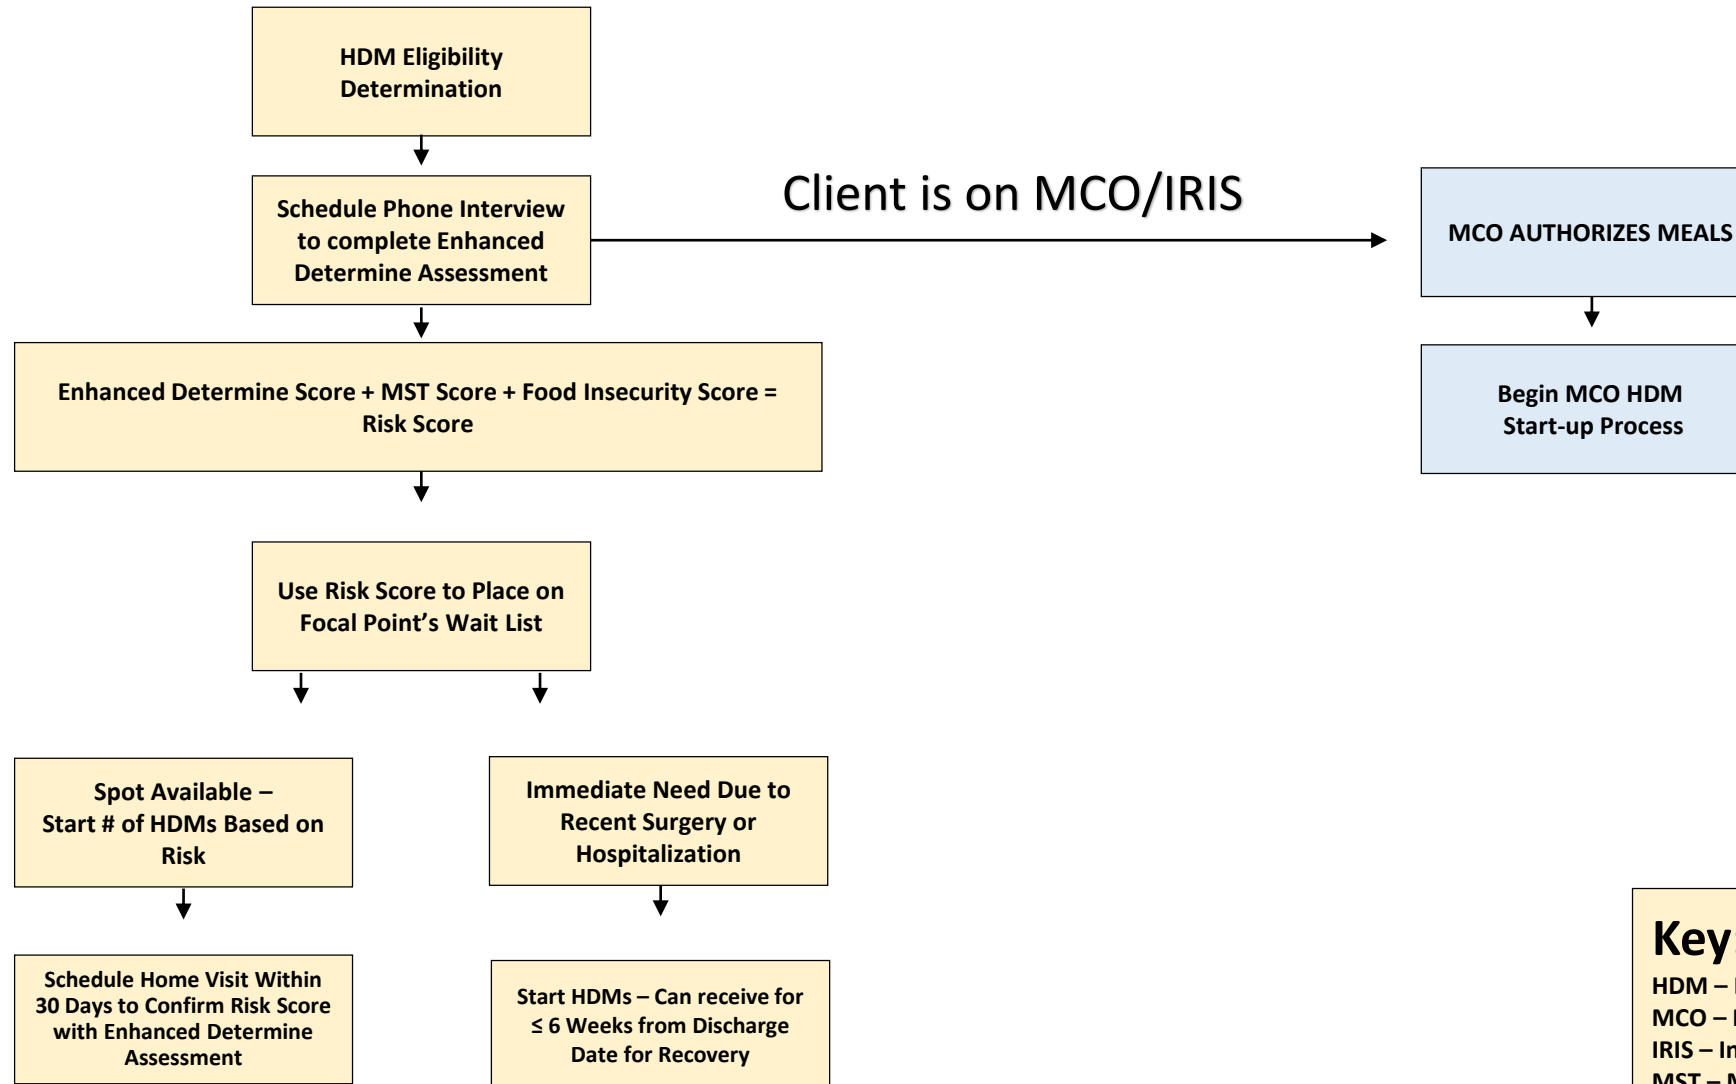 HDM Eligibility
Determination
Schedule Phone Interview
to complete Enhanced
Determine Assessment
Client is on MCO/IRIS
MCO AUTHORIZES MEALS
Enhanced Determine Score + MST Score + Food Insecurity Score =
Risk Score
Begin MCO HDM
Start-up Process
Use Risk Score to Place on
Focal Point’s Wait List
Spot Available –
Start # of HDMs Based on
Risk
Immediate Need Due to
Recent Surgery or
Hospitalization
Schedule Home Visit Within
30 Days to Confirm Risk Score
with Enhanced Determine
Assessment
Start HDMs – Can receive for
≤ 6 Weeks from Discharge
Date for Recovery
Key
HDM –
MCO –
IRIS –
MST –